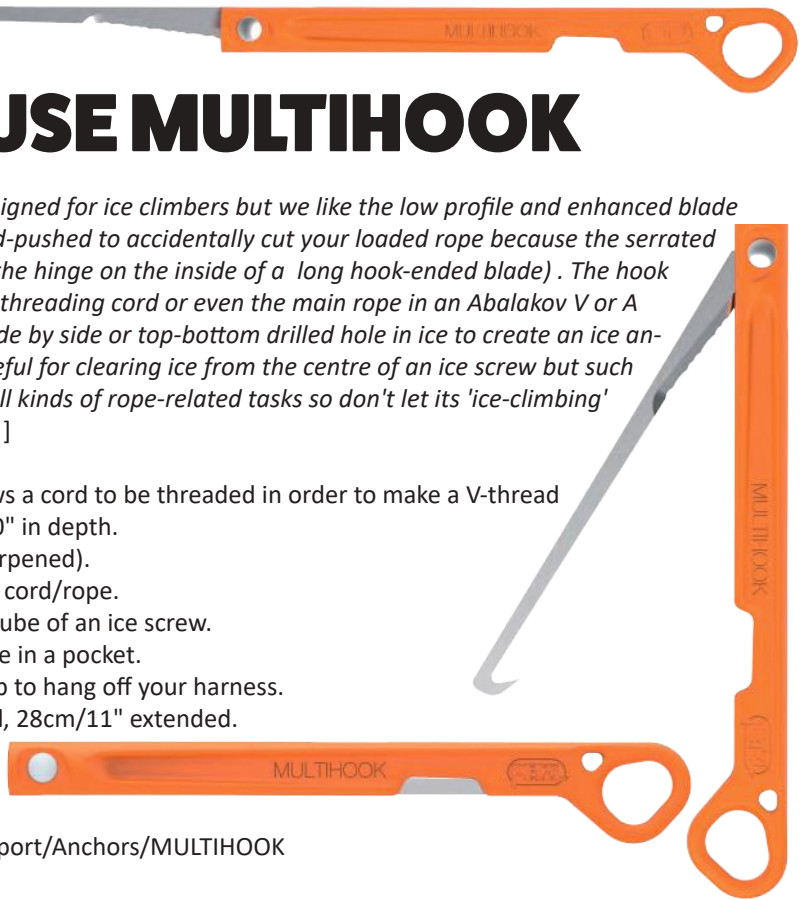 MULTIHOOK
USE MULTIHOOK
igned for ice climbers but we like the low profile and enhanced blade
d-pushed to accidentally cut your loaded rope because the serrated
the hinge on the inside of a  long hook-ended blade) . The hook
threading cord or even the main rope in an Abalakov V or A
de by side or top-bottom drilled hole in ice to create an ice an-
eful for clearing ice from the centre of an ice screw but such
ll kinds of rope-related tasks so don't let its 'ice-climbing'
]
ws a cord to be threaded in order to make a V-thread
0" in depth.
rpened).
cord/rope.
ube of an ice screw.
e in a pocket.
p to hang off your harness.
l, 28cm/11" extended.
MULTIHOOK
MULTIHOOK
port/Anchors/MULTIHOOK